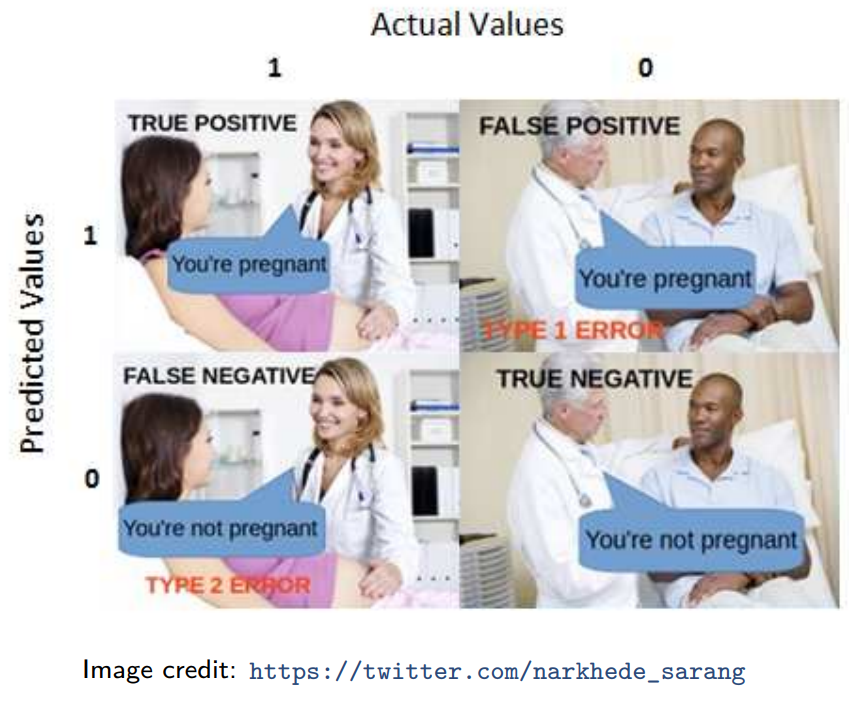 Actual Values
1
0
Predicted Values
1
TRUE POSITIVE
You're pregnant
FALSE POSITIVE
You're pregnant
TYPE 1 ERROR
0
FALSE NEGATIVE
You're not pregnant
TYPE 2 ERROR
TRUE NEGATIVE
You're not pregnant
Image credit: https://twitter.com/narkhede_sarang